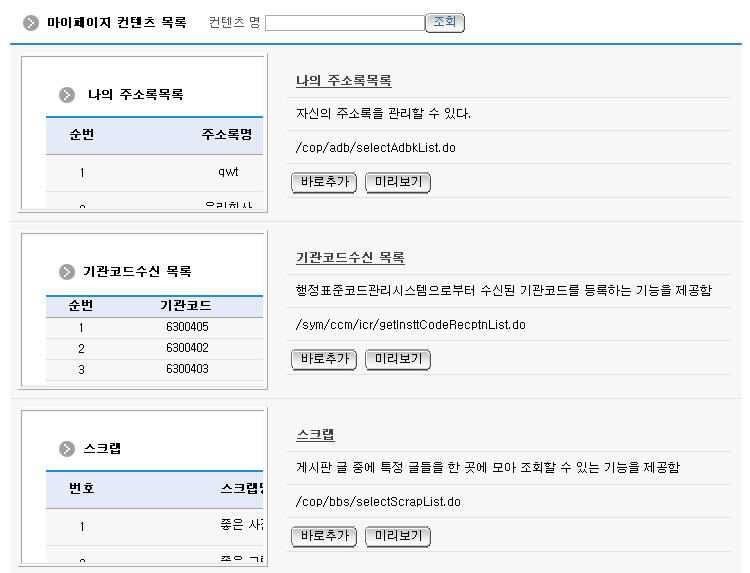 마이페이지 컨텐츠 목록 컨텐츠 명 조회
나의 주소록목록
순번 주소록명
1 qwt
나의 주소록목록
자신의 주소록을 관리할 수 있다.
/cop/adb/selectAdbkList.do
바로추가 미리보기
기관코드수신 목록
순번 기관코드
1 6300405
2 6300402
3 6300403
기관코드수신 목록
행정표준코드관리시스템으로부터 수신된 기관코드를 등록하는 기능을 제공함
/sym/ccm/icr/getInsttCodeRecptnList.do
바로추가 미리보기
스크랩
번호 스크랩
1 좋은
스크랩
게시판 글 중에 특정 글들을 한 곳에 모아 조회할 수 있는 기능을 제공함
/cop/bbs/selectScrapList.do
바로추가 미리보기